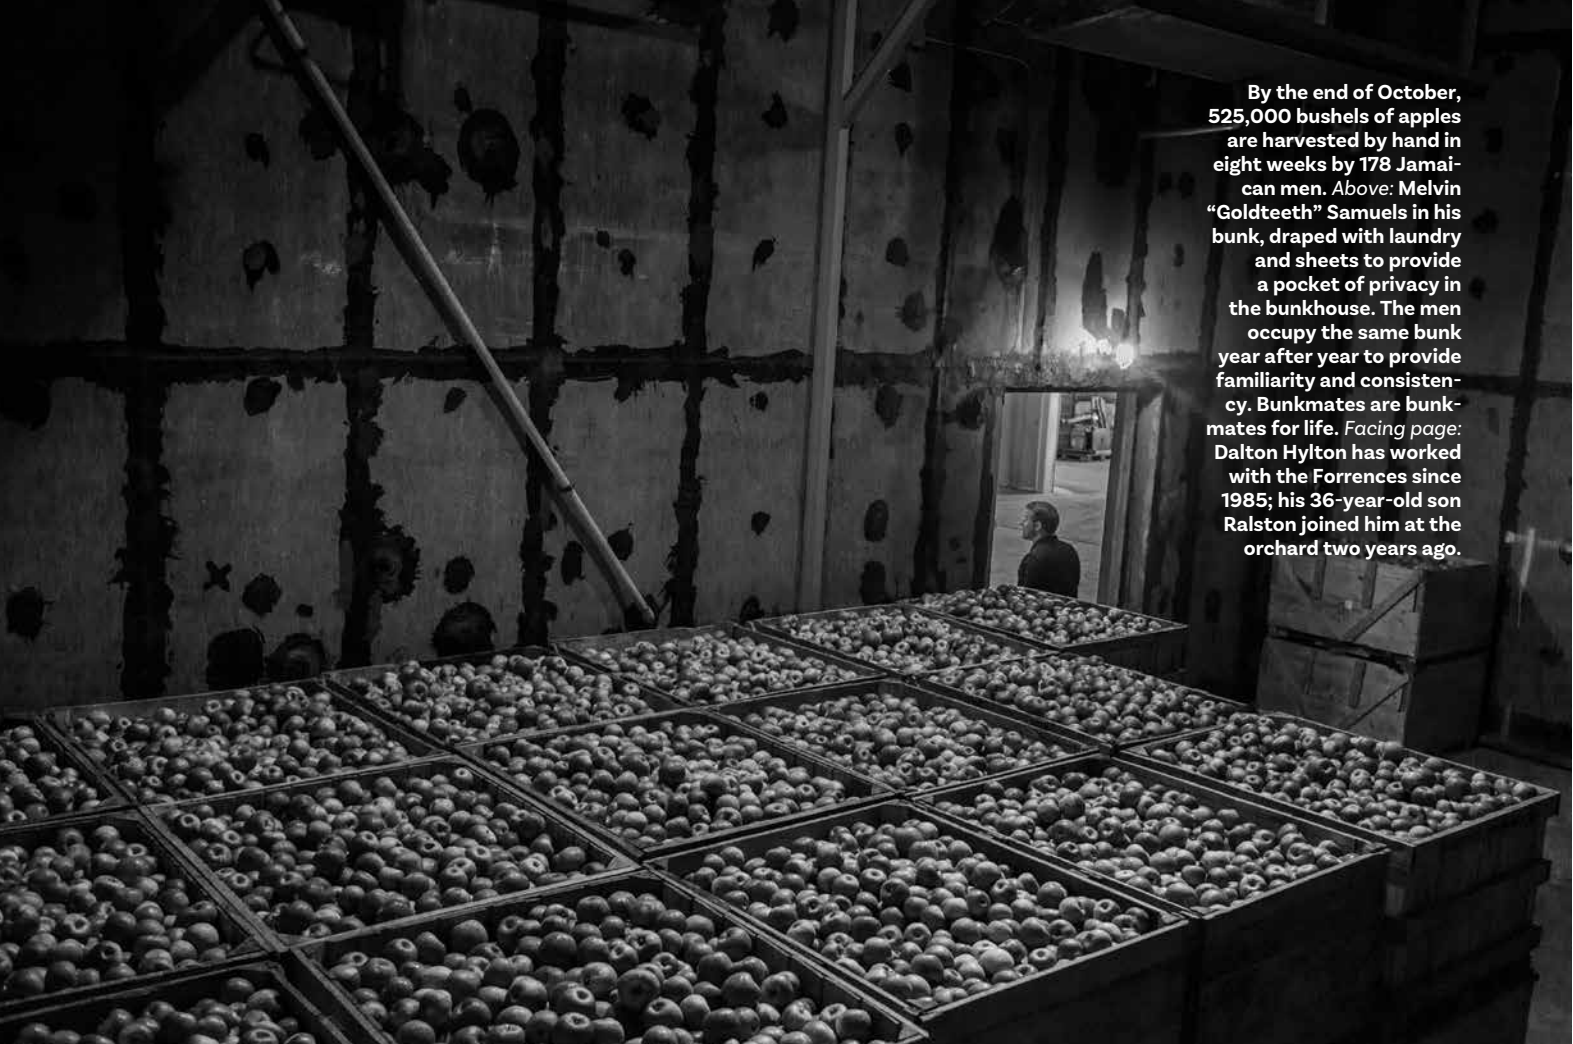 By the end of October,
525,000 bushels of apples
are harvested by hand in
eight weeks by 178 Jamai-
can men. Above: Melvin
“Goldteeth” Samuels in his
bunk, draped with laundry
and sheets to provide
a pocket of privacy in
the bunkhouse. The men
occupy the same bunk
year after year to provide
familiarity and consisten-
cy. Bunkmates are bunk-
mates for life. Facing page:
Dalton Hylton has worked
with the Forrences since
1985; his 36-year-old son
Ralston joined him at the
orchard two years ago.